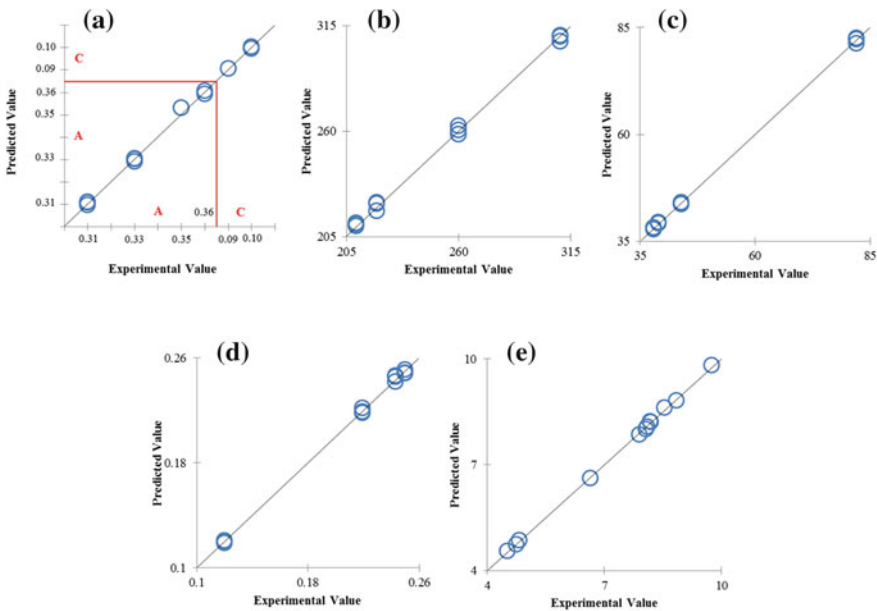 (a)
Predicted Value
0.10
0.09
0.36
0.35
0.33
0.31
C
A
A
0.36
C
0.31
0.33
0.35
0.09
0.10
Experimental Value
(b)
Predicted Value
315
260
205
205
260
315
Experimental Value
(c)
Predicted Value
85
60
35
35
60
85
Experimental Value
(d)
Predicted Value
0.26
0.18
0.1
0.1
0.18
0.26
Experimental Value
(e)
Predicted Value
10
7
4
4
7
10
Experimental Value